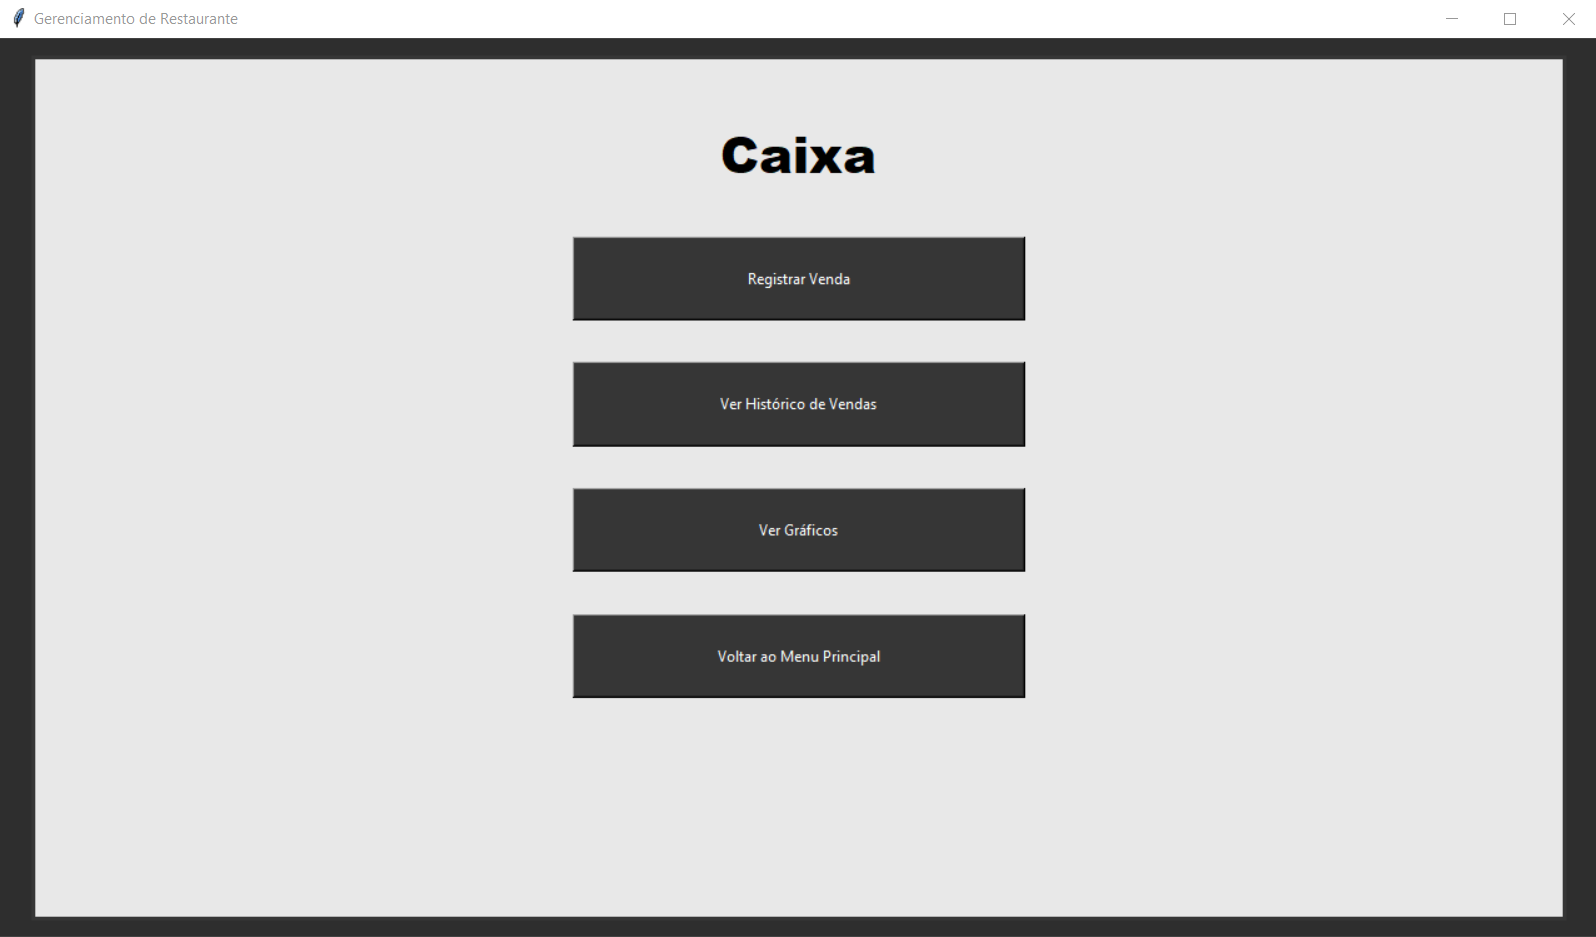 Gerenciamento de Restaurante
Caixa
Registrar Venda
Ver Histórico de Vendas
Ver Gráficos
Voltar ao Menu Principal